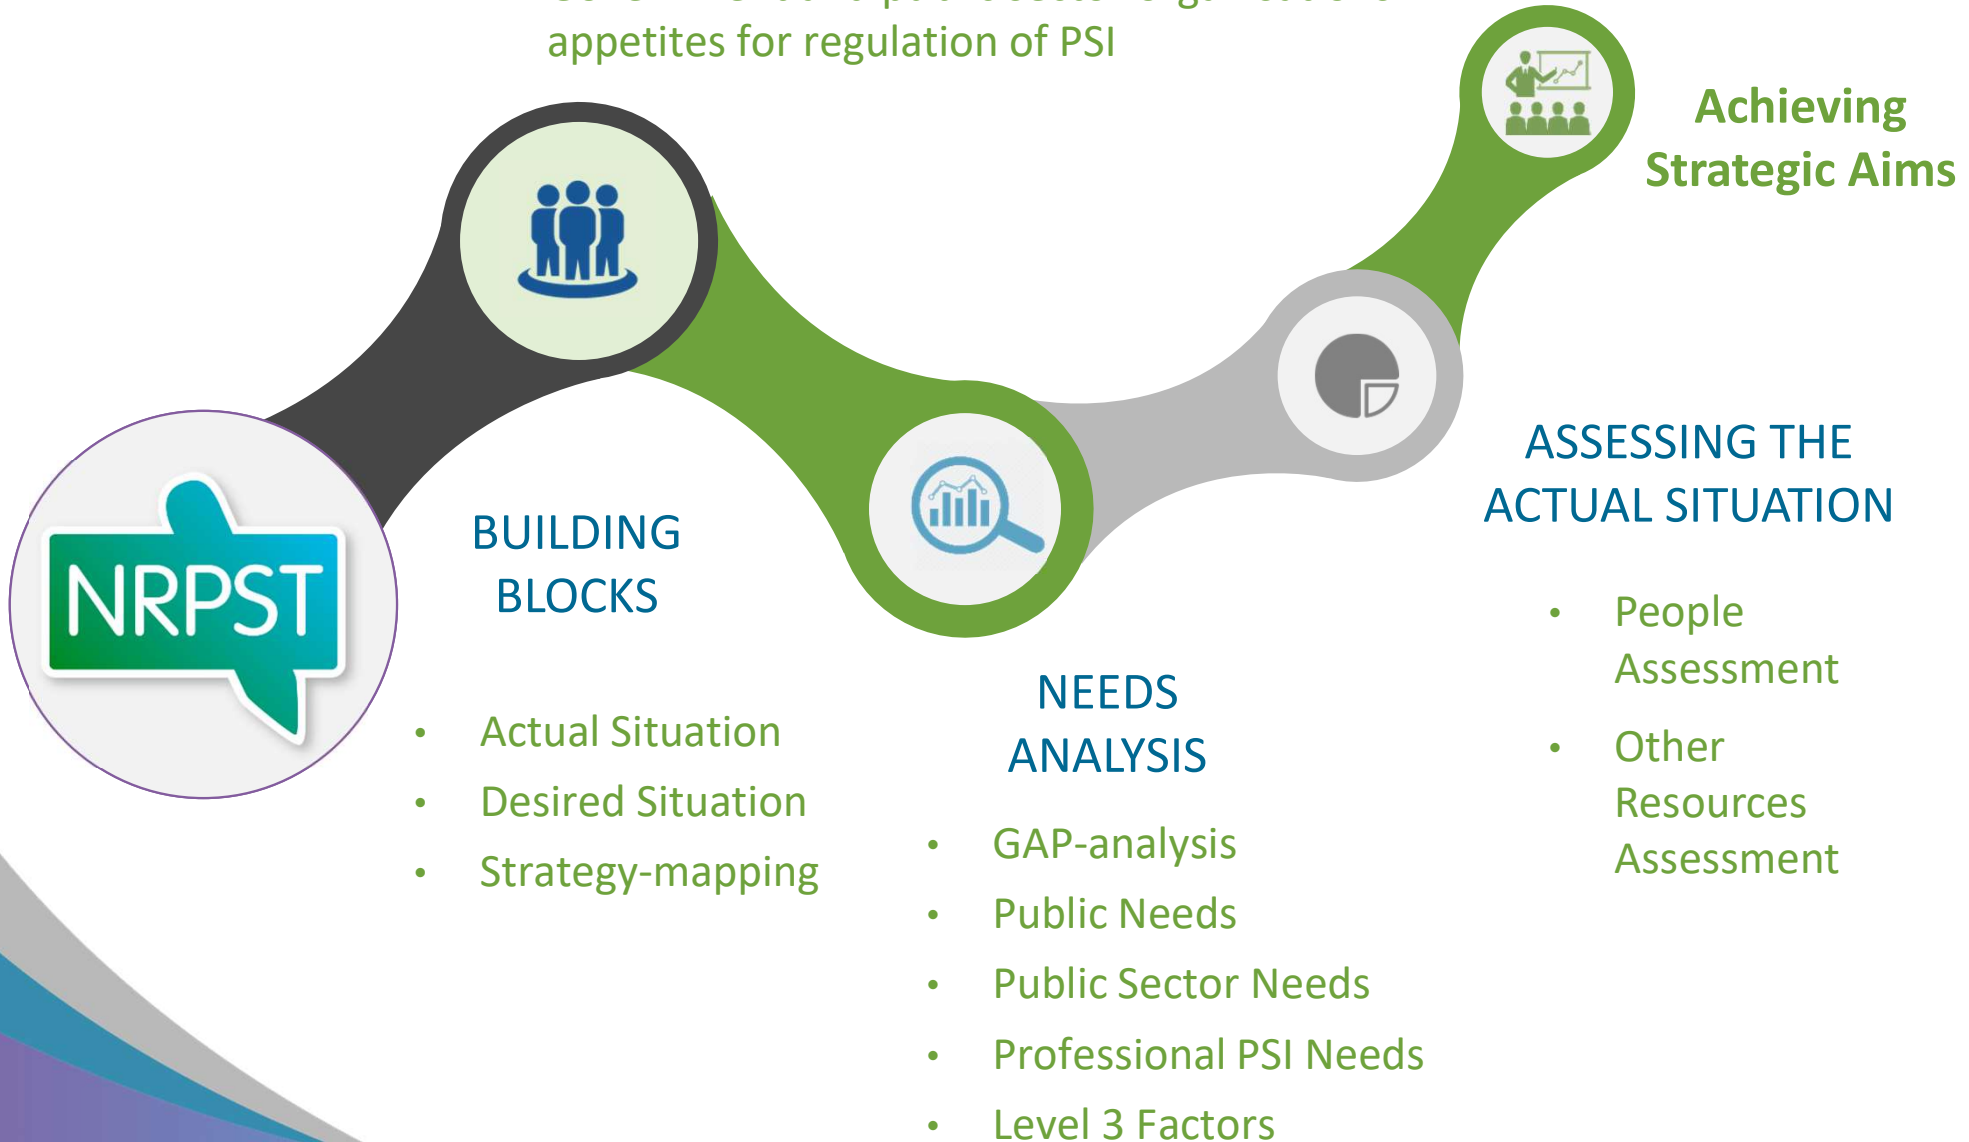 appetites for regulation of PSI
Achieving
Strategic Aims
NRPST
BUILDING
BLOCKS
• Actual Situation
• Desired Situation
• Strategy-mapping
NEEDS
ANALYSIS
• GAP-analysis
• Public Needs
• Public Sector Needs
• Professional PSI Needs
• Level 3 Factors
ASSESSING THE
ACTUAL SITUATION
• People
Assessment
• Other
Resources
Assessment